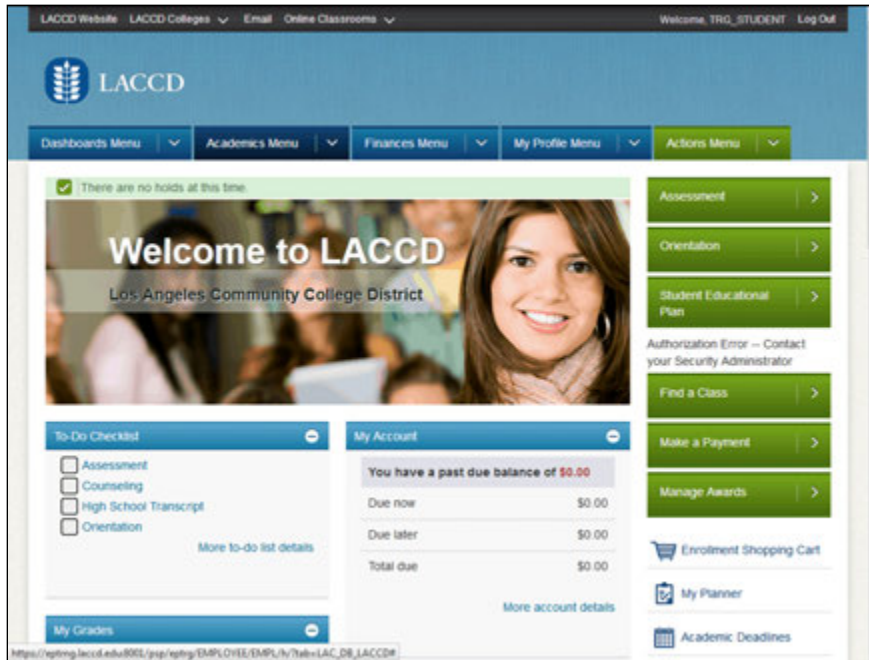 LACCD Website LACCD Colleges Email Online Classrooms Welcome, TRG_STUDENT Log Out
LACCD
Dashboards Menu Academics Menu Finances Menu My Profile Menu Actions Menu
There are no holds at this time.
Welcome to LACCD
Los Angeles Community College District
Assessment
Orientation
Student Educational
Plan
Authorization Error -- Contact
your Security Administrator
Find a Class
Make a Payment
Manage Awards
Enrollment Shopping Cart
My Planner
Academic Deadlines
To-Do Checklist
Assessment
Counseling
High School Transcript
Orientation
More to-do list details
My Account
You have a past due balance of $0.00
Due now $0.00
Due later $0.00
Total due $0.00
More account details
My Grades
https://eptrng.laccd.edu:8001/psp/eptrg/EMPLOYEE/EMPL/h/?tab=LAC_DB_LACCD#